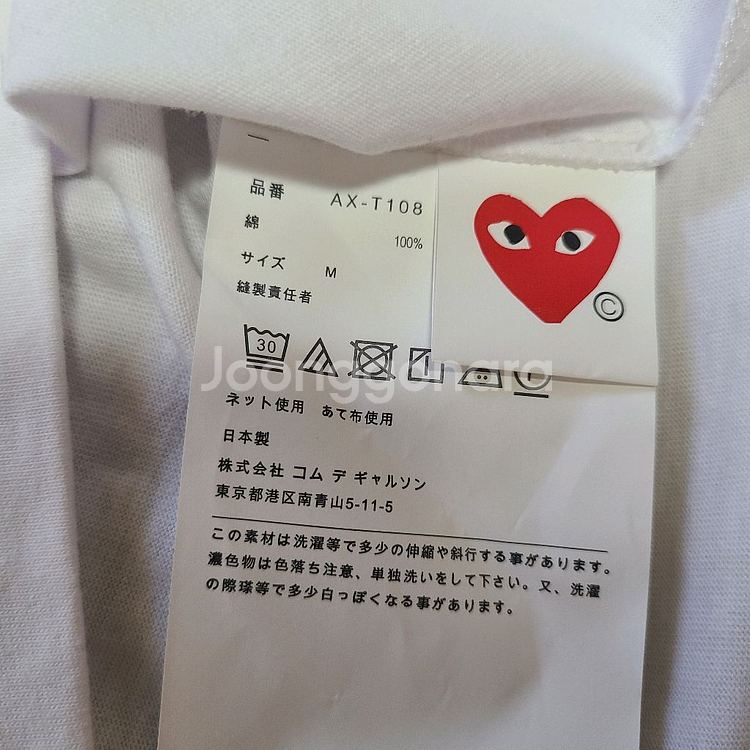 品番 AX-T108
綿 100%
サイズ M
縫製責任者
©
30
Joonggonara
ネット使用 あて布使用
日本製
株式会社 コム デ ギャルソン
東京都港区南青山5-11-5
この素材は洗濯等で多少の伸縮や斜行する事があります。
濃色物は色落ち注意、単独洗いをして下さい。又、洗濯
の際瑹等で多少白っぽくなる事があります。